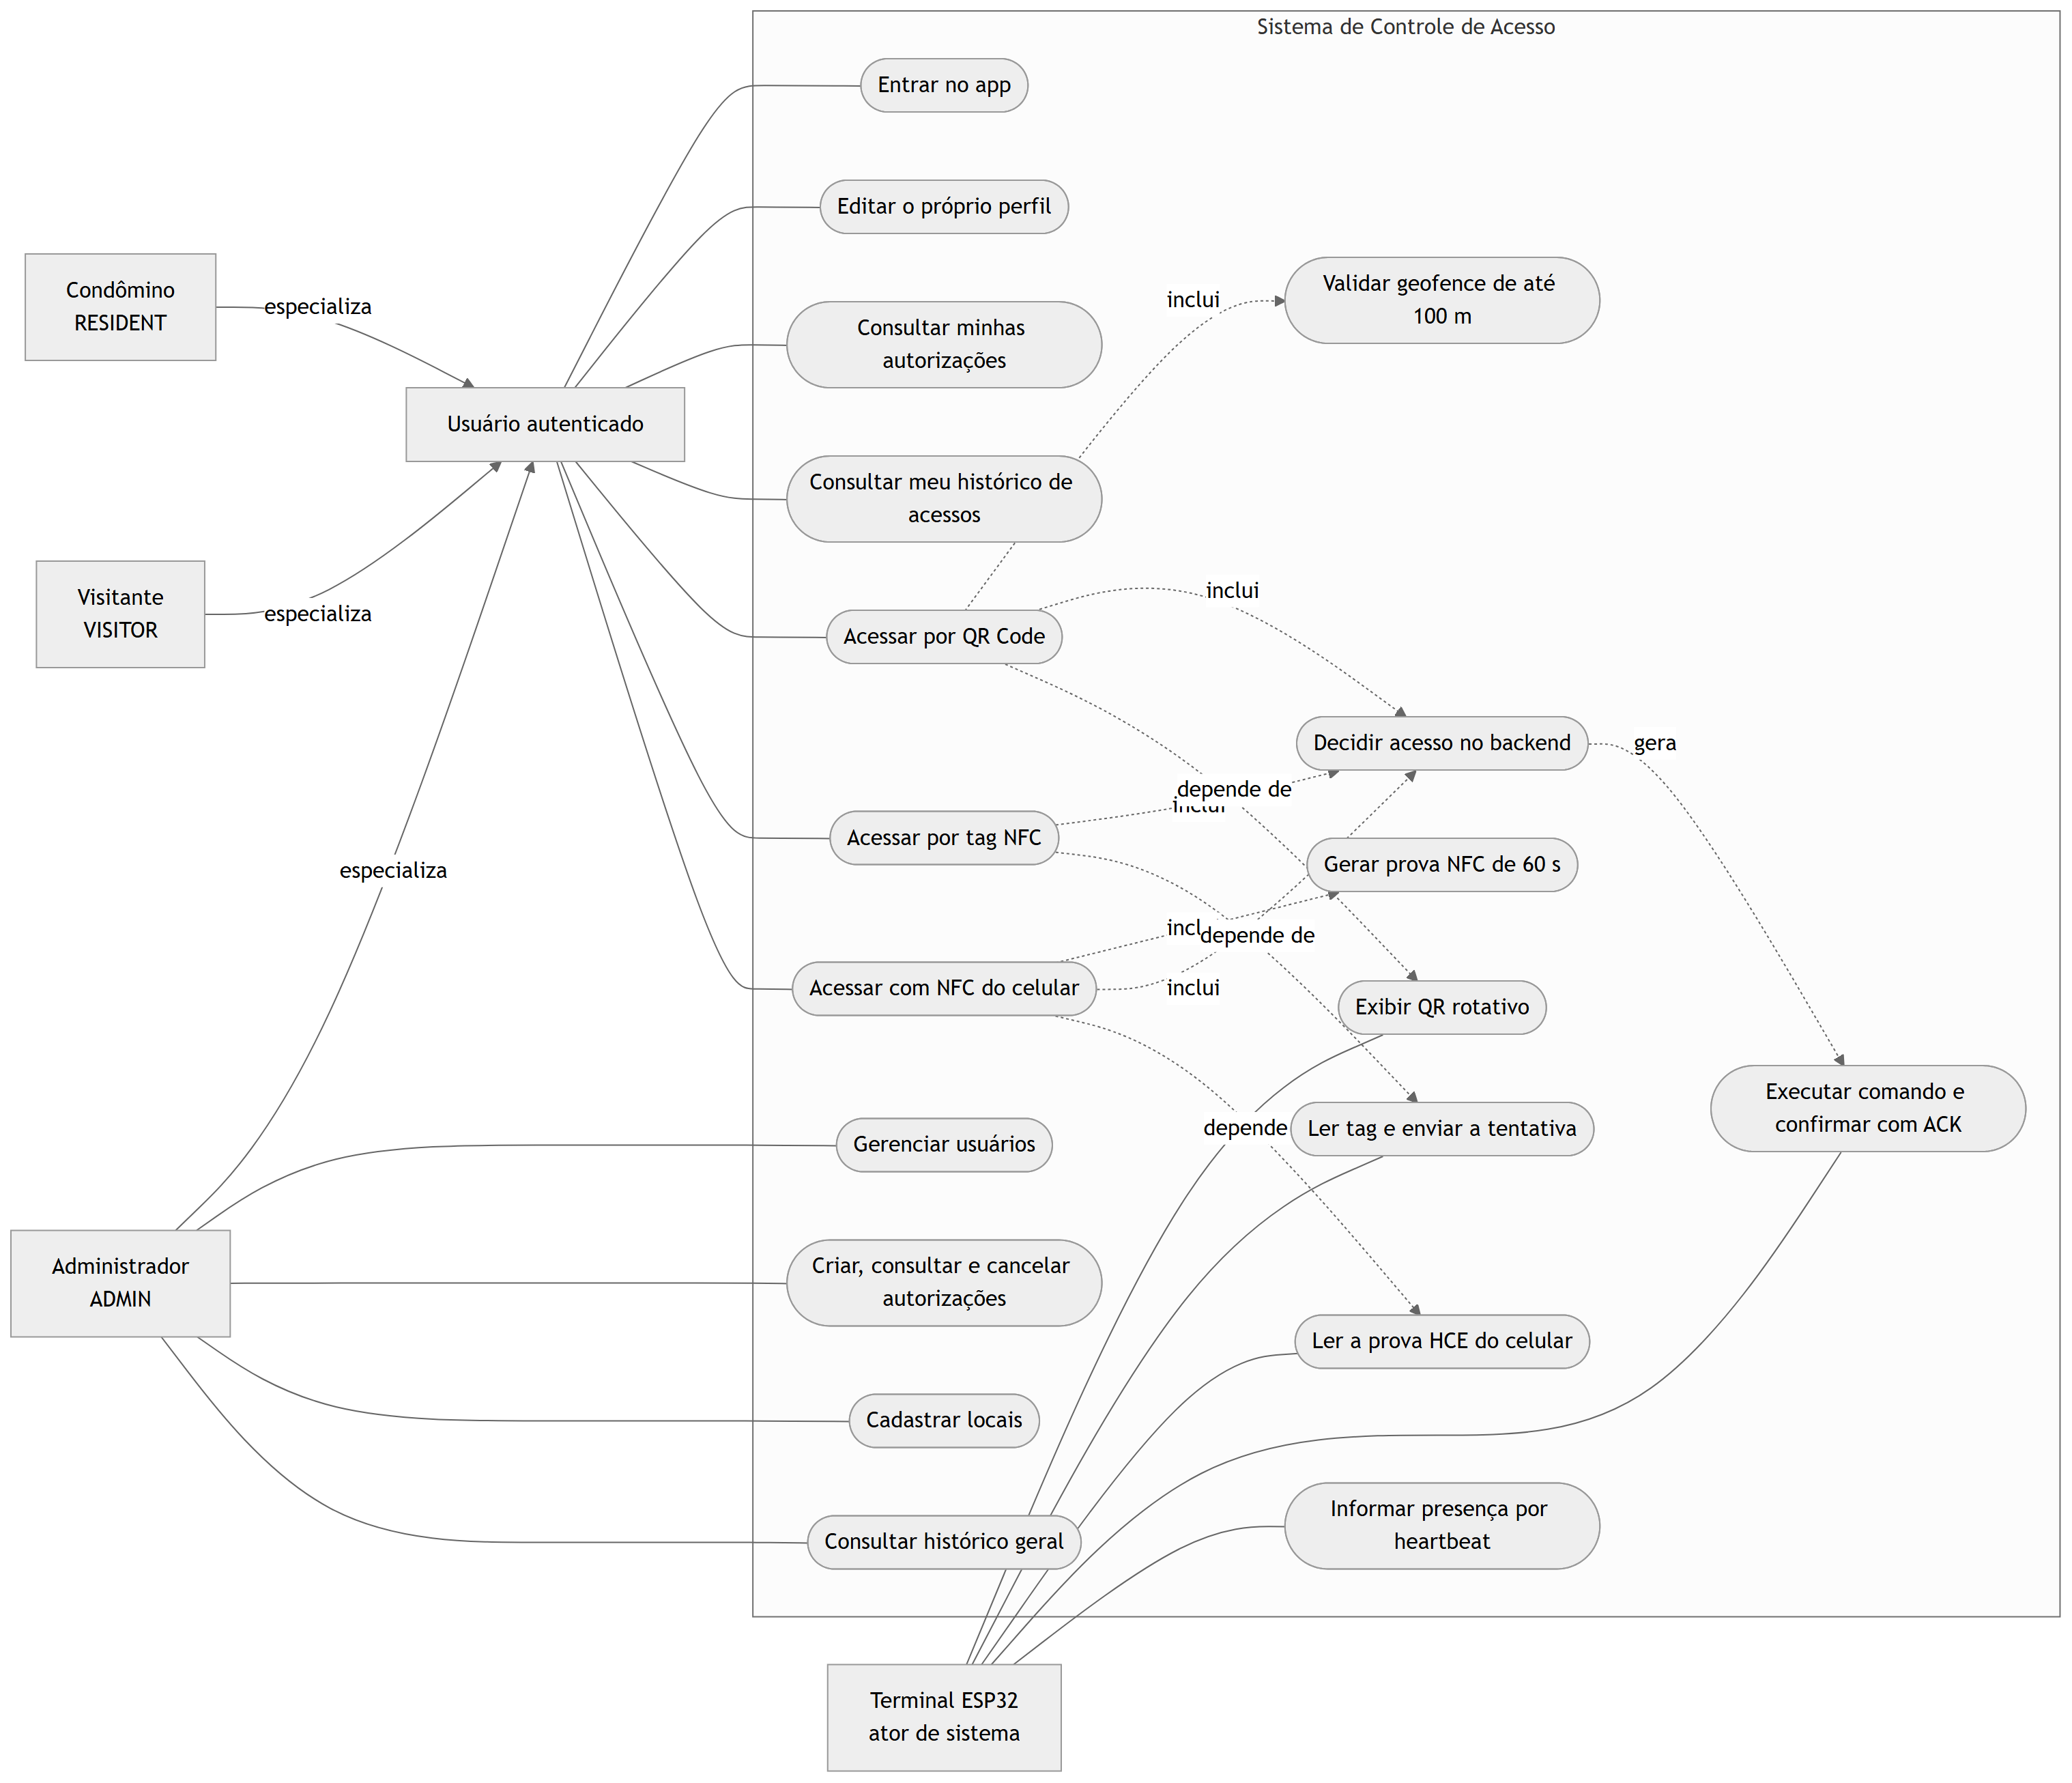 Sistema de Controle de Acesso
Entrar no app
Editar o próprio perfil
Condômino
RESIDENT
especializa
Validar geofence de até
100 m
inclui
Consultar minhas
autorizações
Usuário autenticado
Consultar meu histórico de
acessos
Visitante
VISITOR
especializa
inclui
Acessar por QR Code
Decidir acesso no backend
gera
depende de
inclui
Acessar por tag NFC
Gerar prova NFC de 60 s
especializa
depende de
Acessar com NFC do celular
inclui
Exibir QR rotativo
Executar comando e
confirmar com ACK
depende
Ler tag e enviar a tentativa
Gerenciar usuários
Administrador
ADMIN
Criar, consultar e cancelar
autorizações
Ler a prova HCE do celular
Cadastrar locais
Informar presença por
heartbeat
Consultar histórico geral
Terminal ESP32
ator de sistema